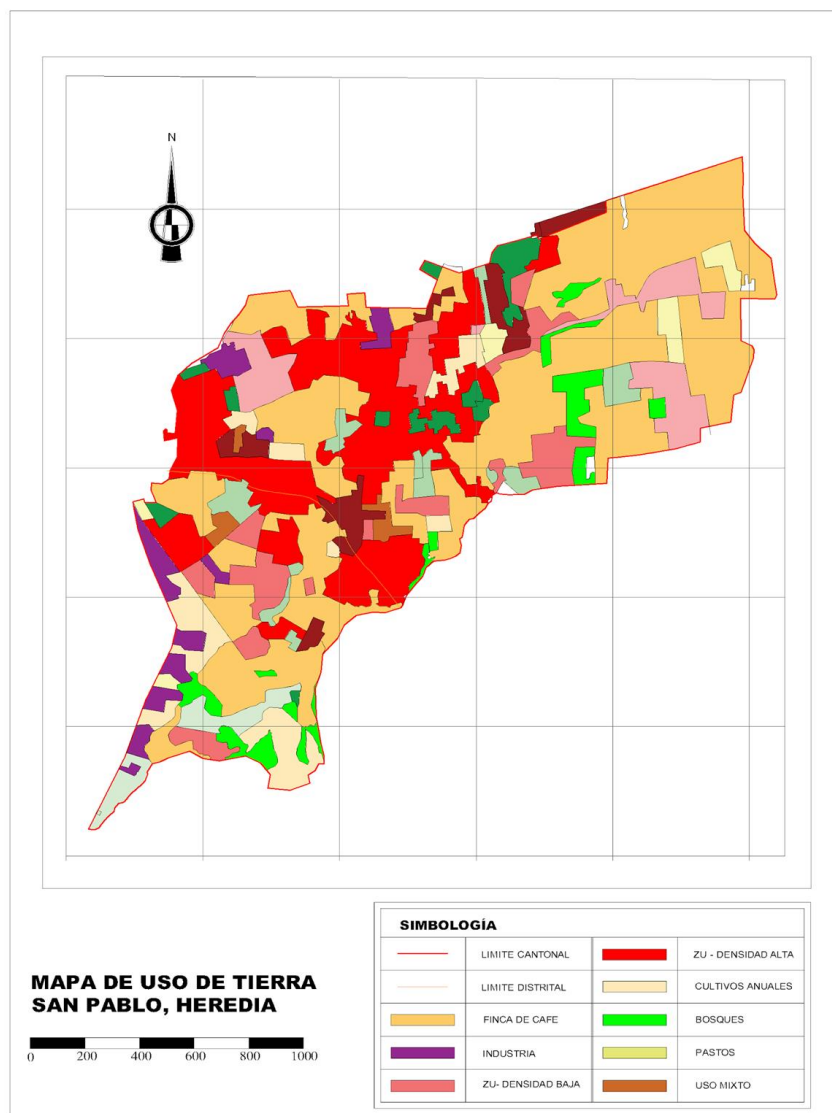 N
MAPA DE USO DE TIERRA
SAN PABLO, HEREDIA
0 200 400 600 800 1000
SIMBOLOGÍA
LIMITE CANTONAL
ZU - DENSIDAD ALTA
LIMITE DISTRITAL
CULTIVOS ANUALES
FINCA DE CAFE
BOSQUES
INDUSTRIA
PASTOS
ZU- DENSIDAD BAJA
USO MIXTO